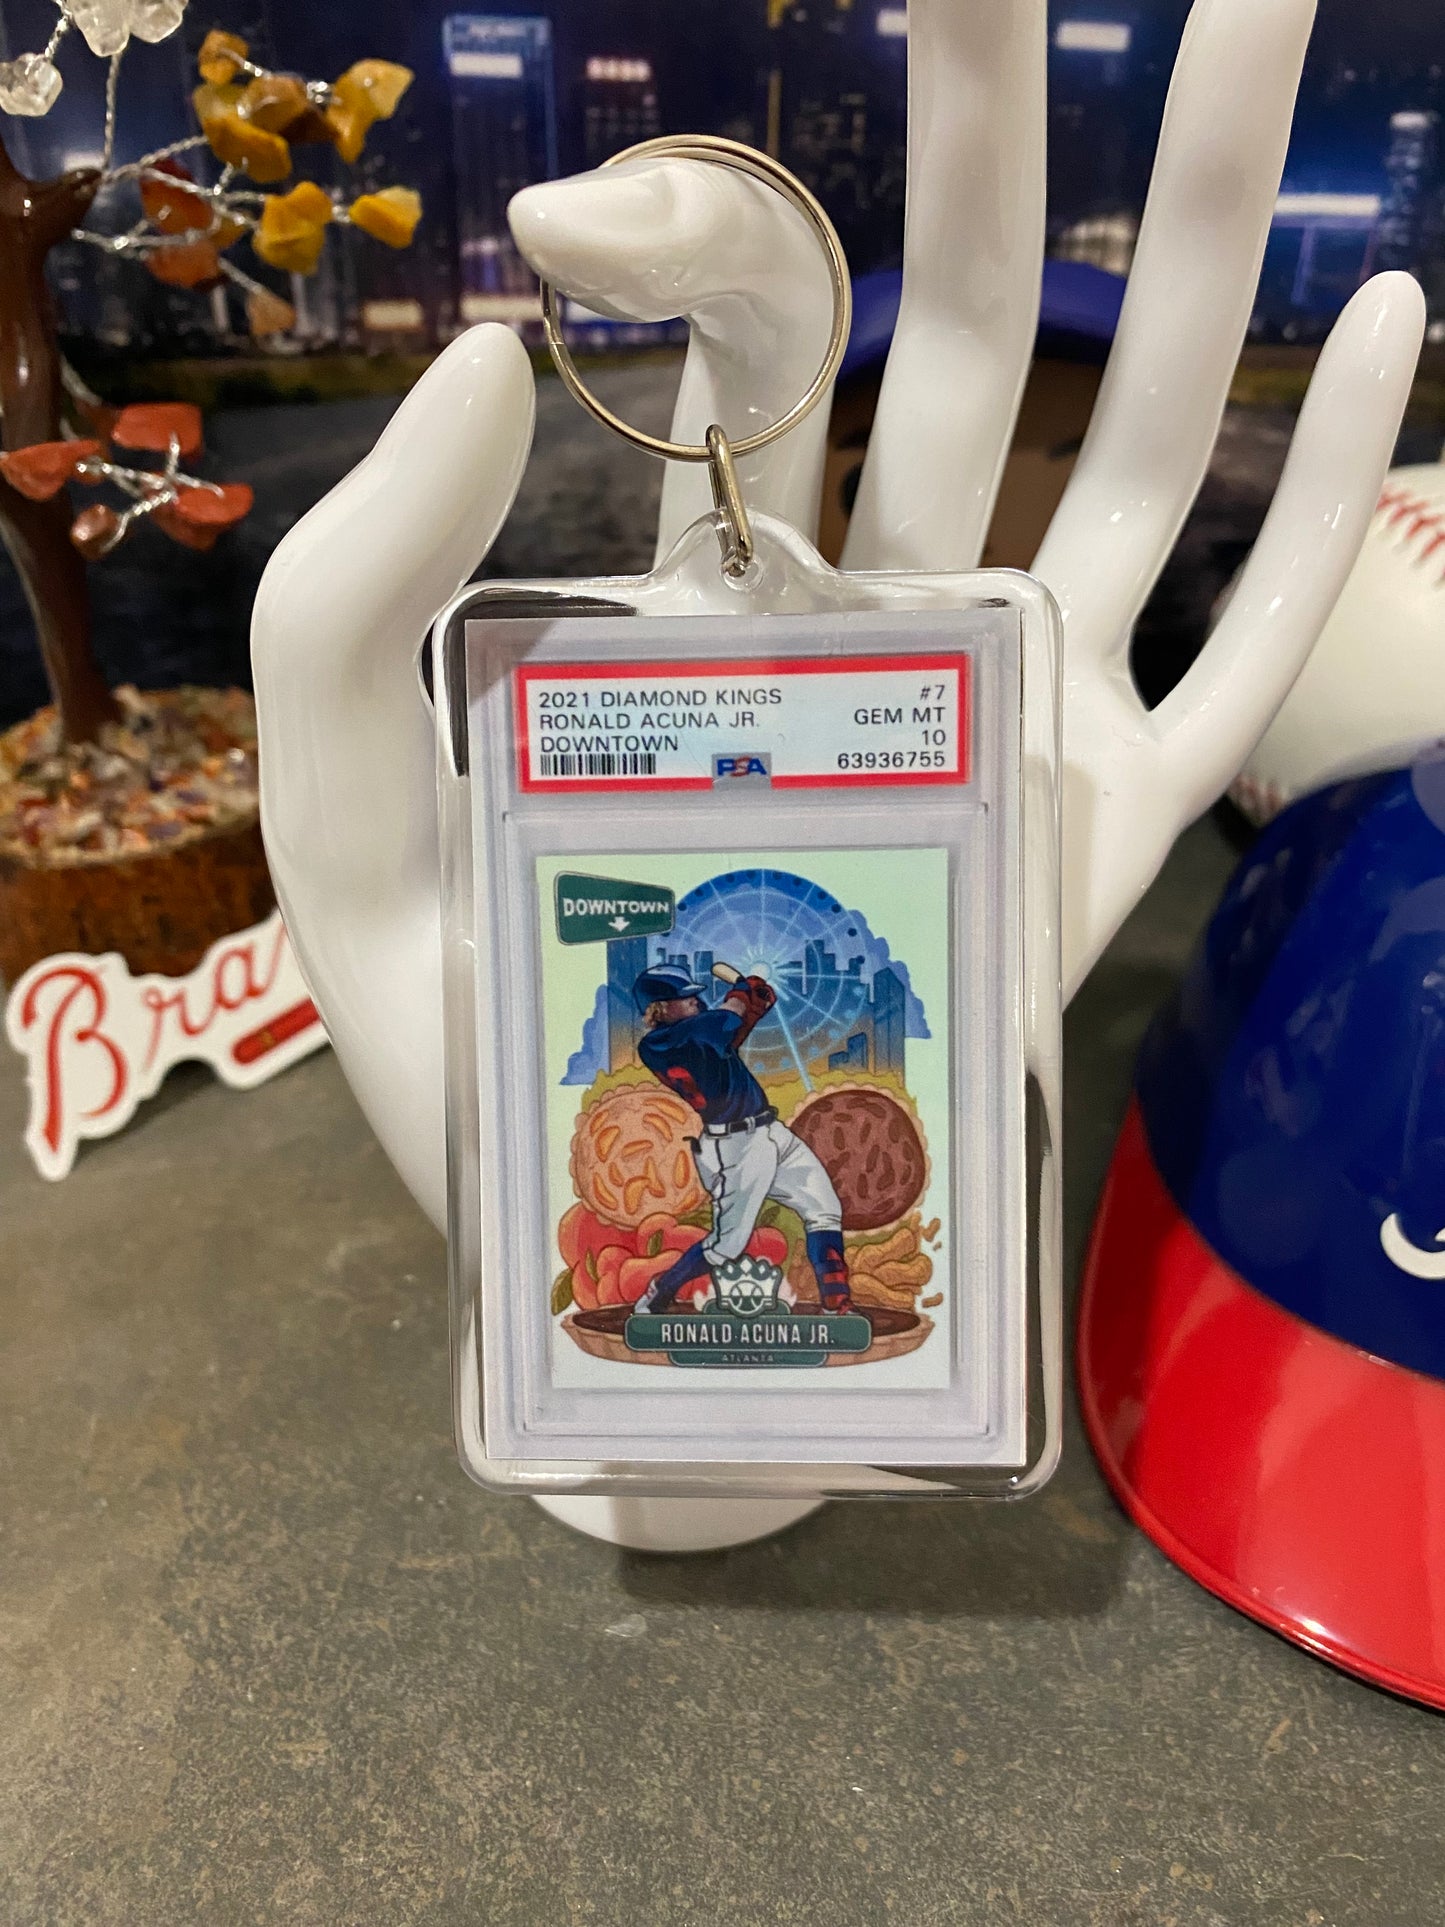 2021 DIAMOND KINGS #7
RONALD ACUNA JR. GEM MT
DOWNTOWN 10
PSA 63936755
DOWNTOWN
RONALD ACUNA JR.
ATLANTA
Bra